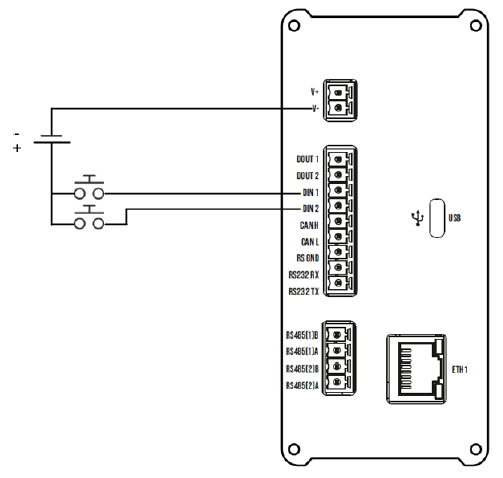 V+
V-
-
+
DOUT 1
DOUT 2
DIN 1
DIN 2
CAN H
CAN L
RS GND
RS232 RX
RS232 TX
USB
RS485(1)B
RS485(1)A
RS485(2)B
RS485(2)A
ETH 1